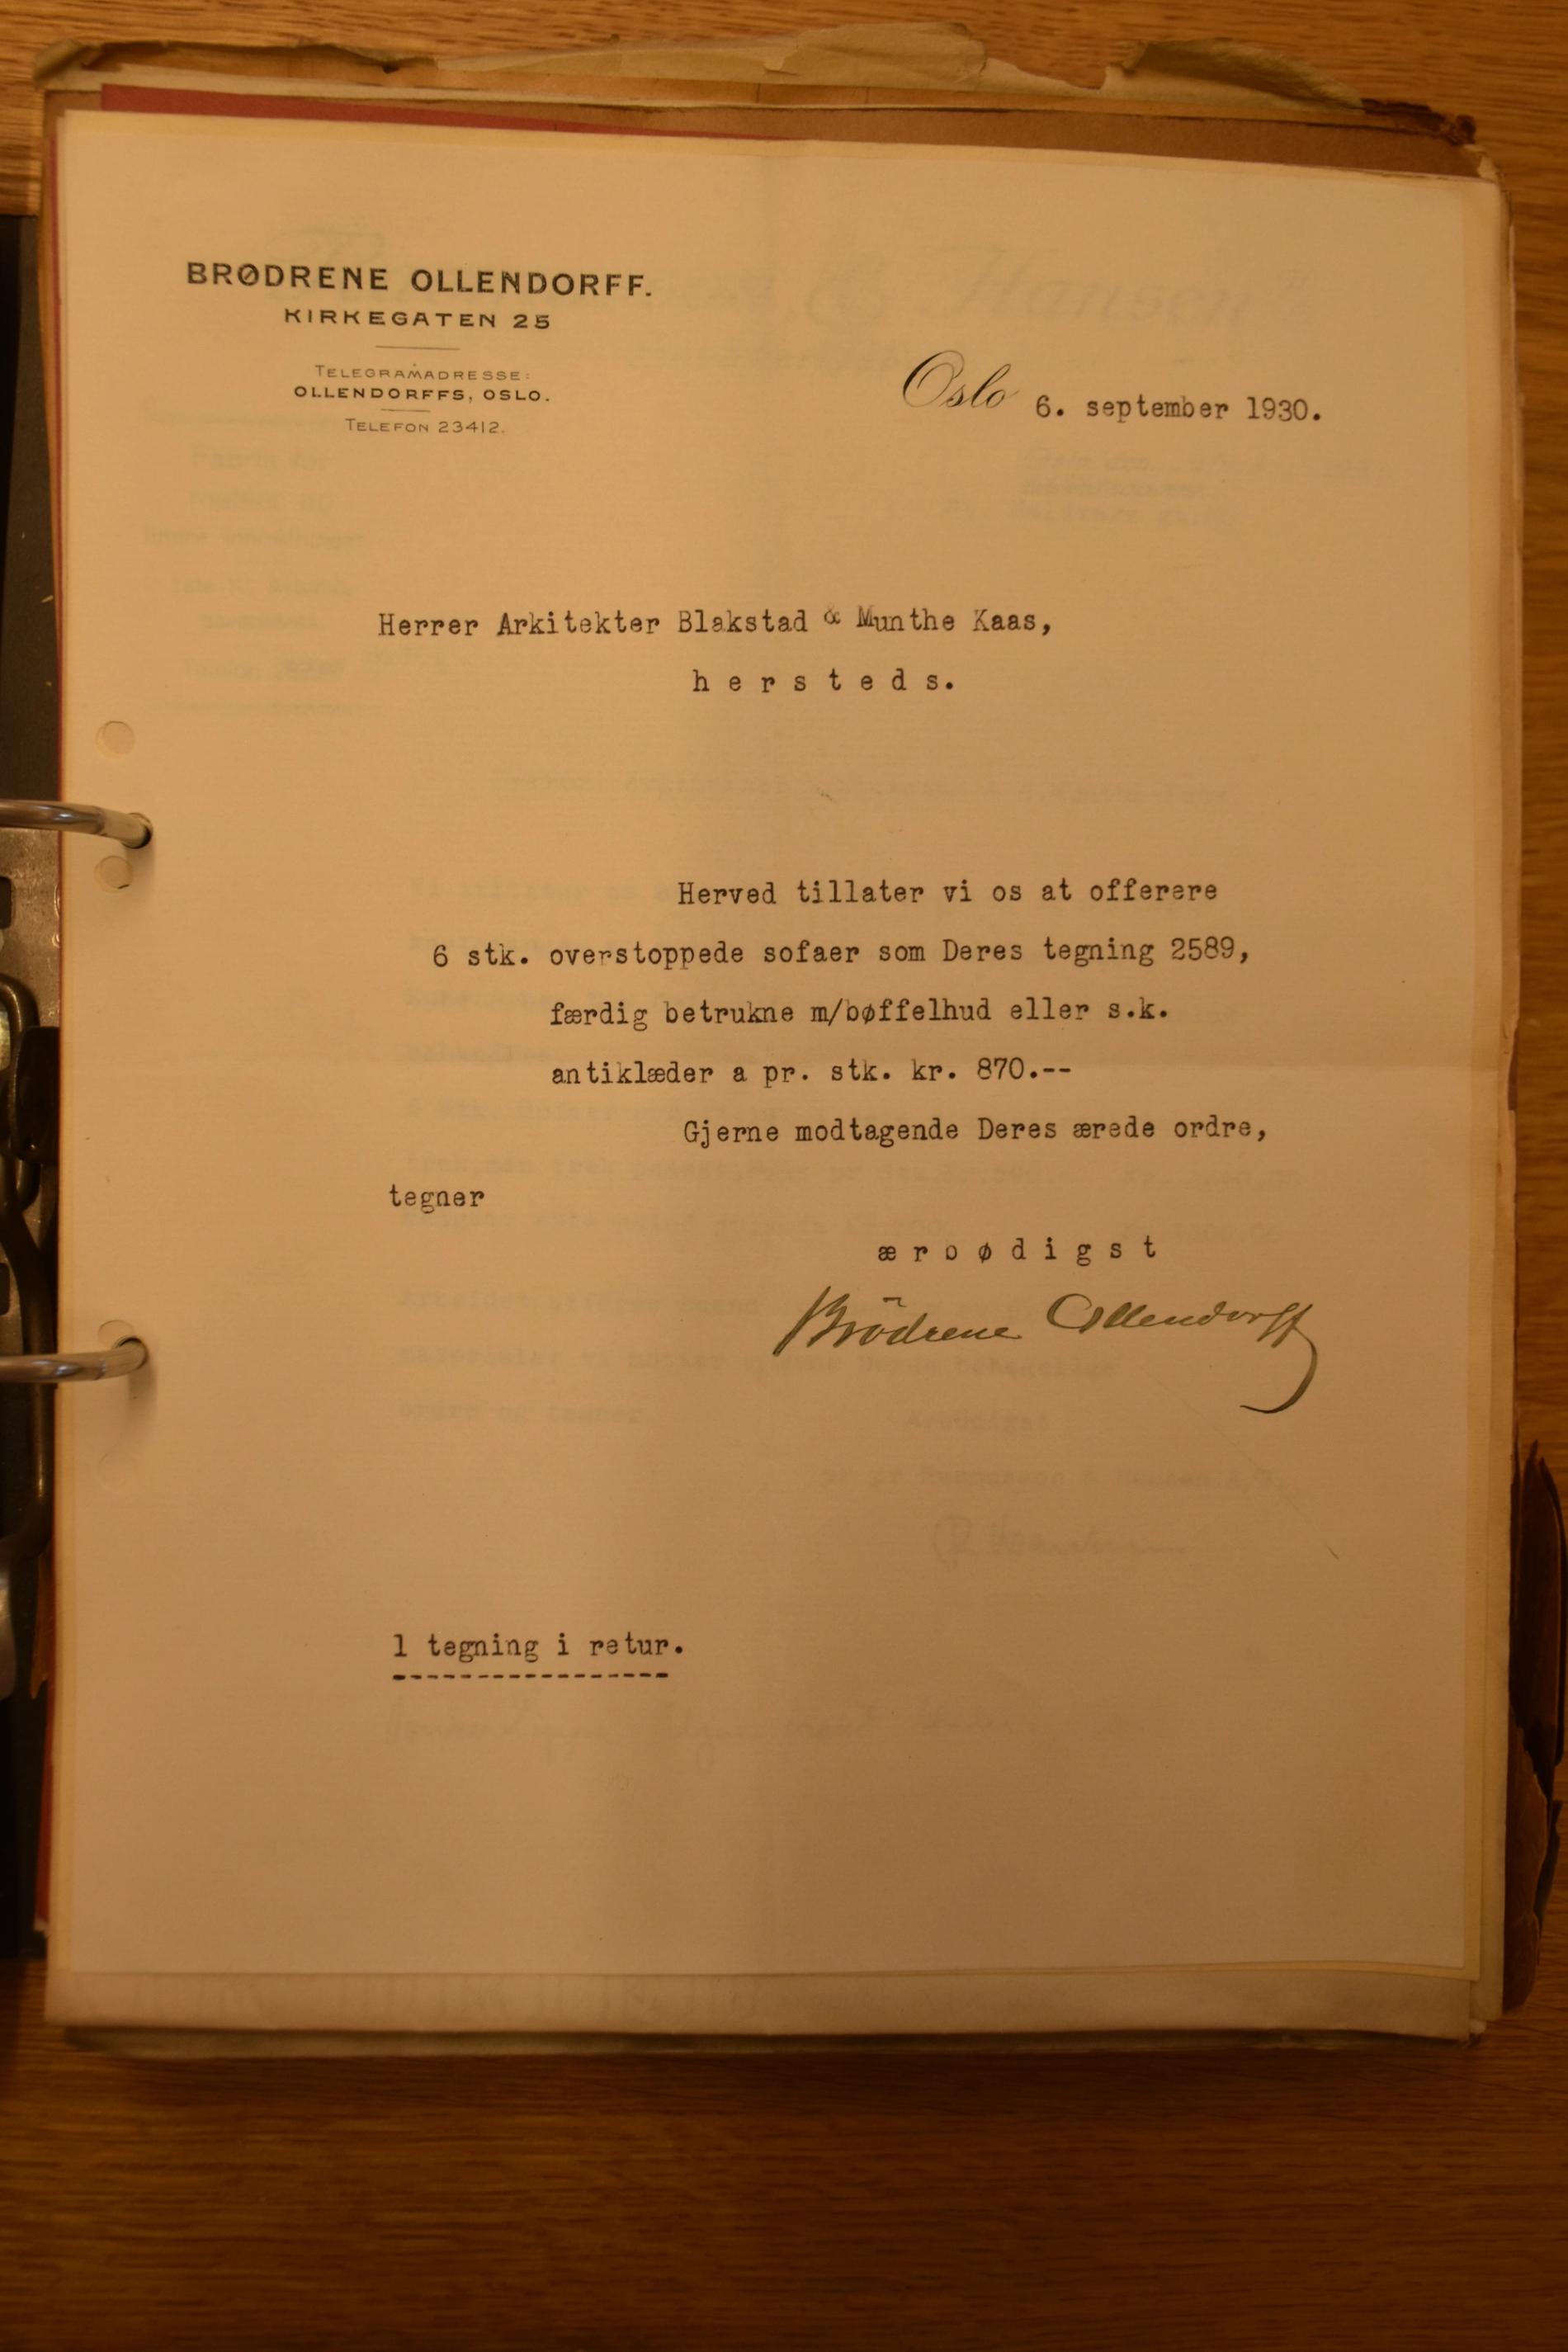 BRØDRENE OLLENDORFF.
KIRKEGATEN 25
TELEGRAMADRESSE:
OLLENDORFFS, OSLO.
TELEFON 23412.
Oslo 6. september 1930.
Herrer Arkitekter Blakstad & Munthe Kaas,
hersteds.
Herved tillater vi os at offerere
6 stk. overstoppede sofaer som Deres tegning 2589,
færdig betrukne m/bøffelhud eller s.k.
antiklæder a pr. stk. kr. 870.--
Gjerne modtagende Deres ærede ordre,
tegner
ærbødigst
Brödrene Ollendorff
1 tegning i retur.